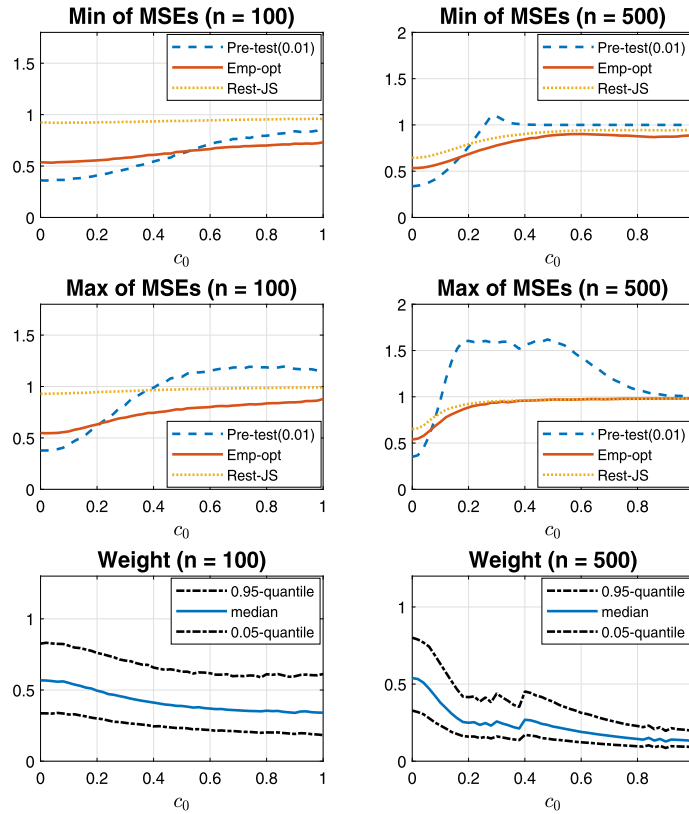 Min of MSEs (n = 100)
1.5
1
0.5
0
Pre-test(0.01)
Emp-opt
Rest-JS
0 0.2 0.4 0.6 0.8 1
c0
Min of MSEs (n = 500)
2
1.5
1
0.5
0
Pre-test(0.01)
Emp-opt
Rest-JS
0 0.2 0.4 0.6 0.8
c0
Max of MSEs (n = 100)
1.5
1
0.5
0
Pre-test(0.01)
Emp-opt
Rest-JS
0 0.2 0.4 0.6 0.8 1
c0
Max of MSEs (n = 500)
2
1.5
1
0.5
0
Pre-test(0.01)
Emp-opt
Rest-JS
0 0.2 0.4 0.6 0.8
c0
Weight (n = 100)
1
0.5
0
0.95-quantile
median
0.05-quantile
0 0.2 0.4 0.6 0.8 1
c0
Weight (n = 500)
1
0.5
0
0.95-quantile
median
0.05-quantile
0 0.2 0.4 0.6 0.8
c0